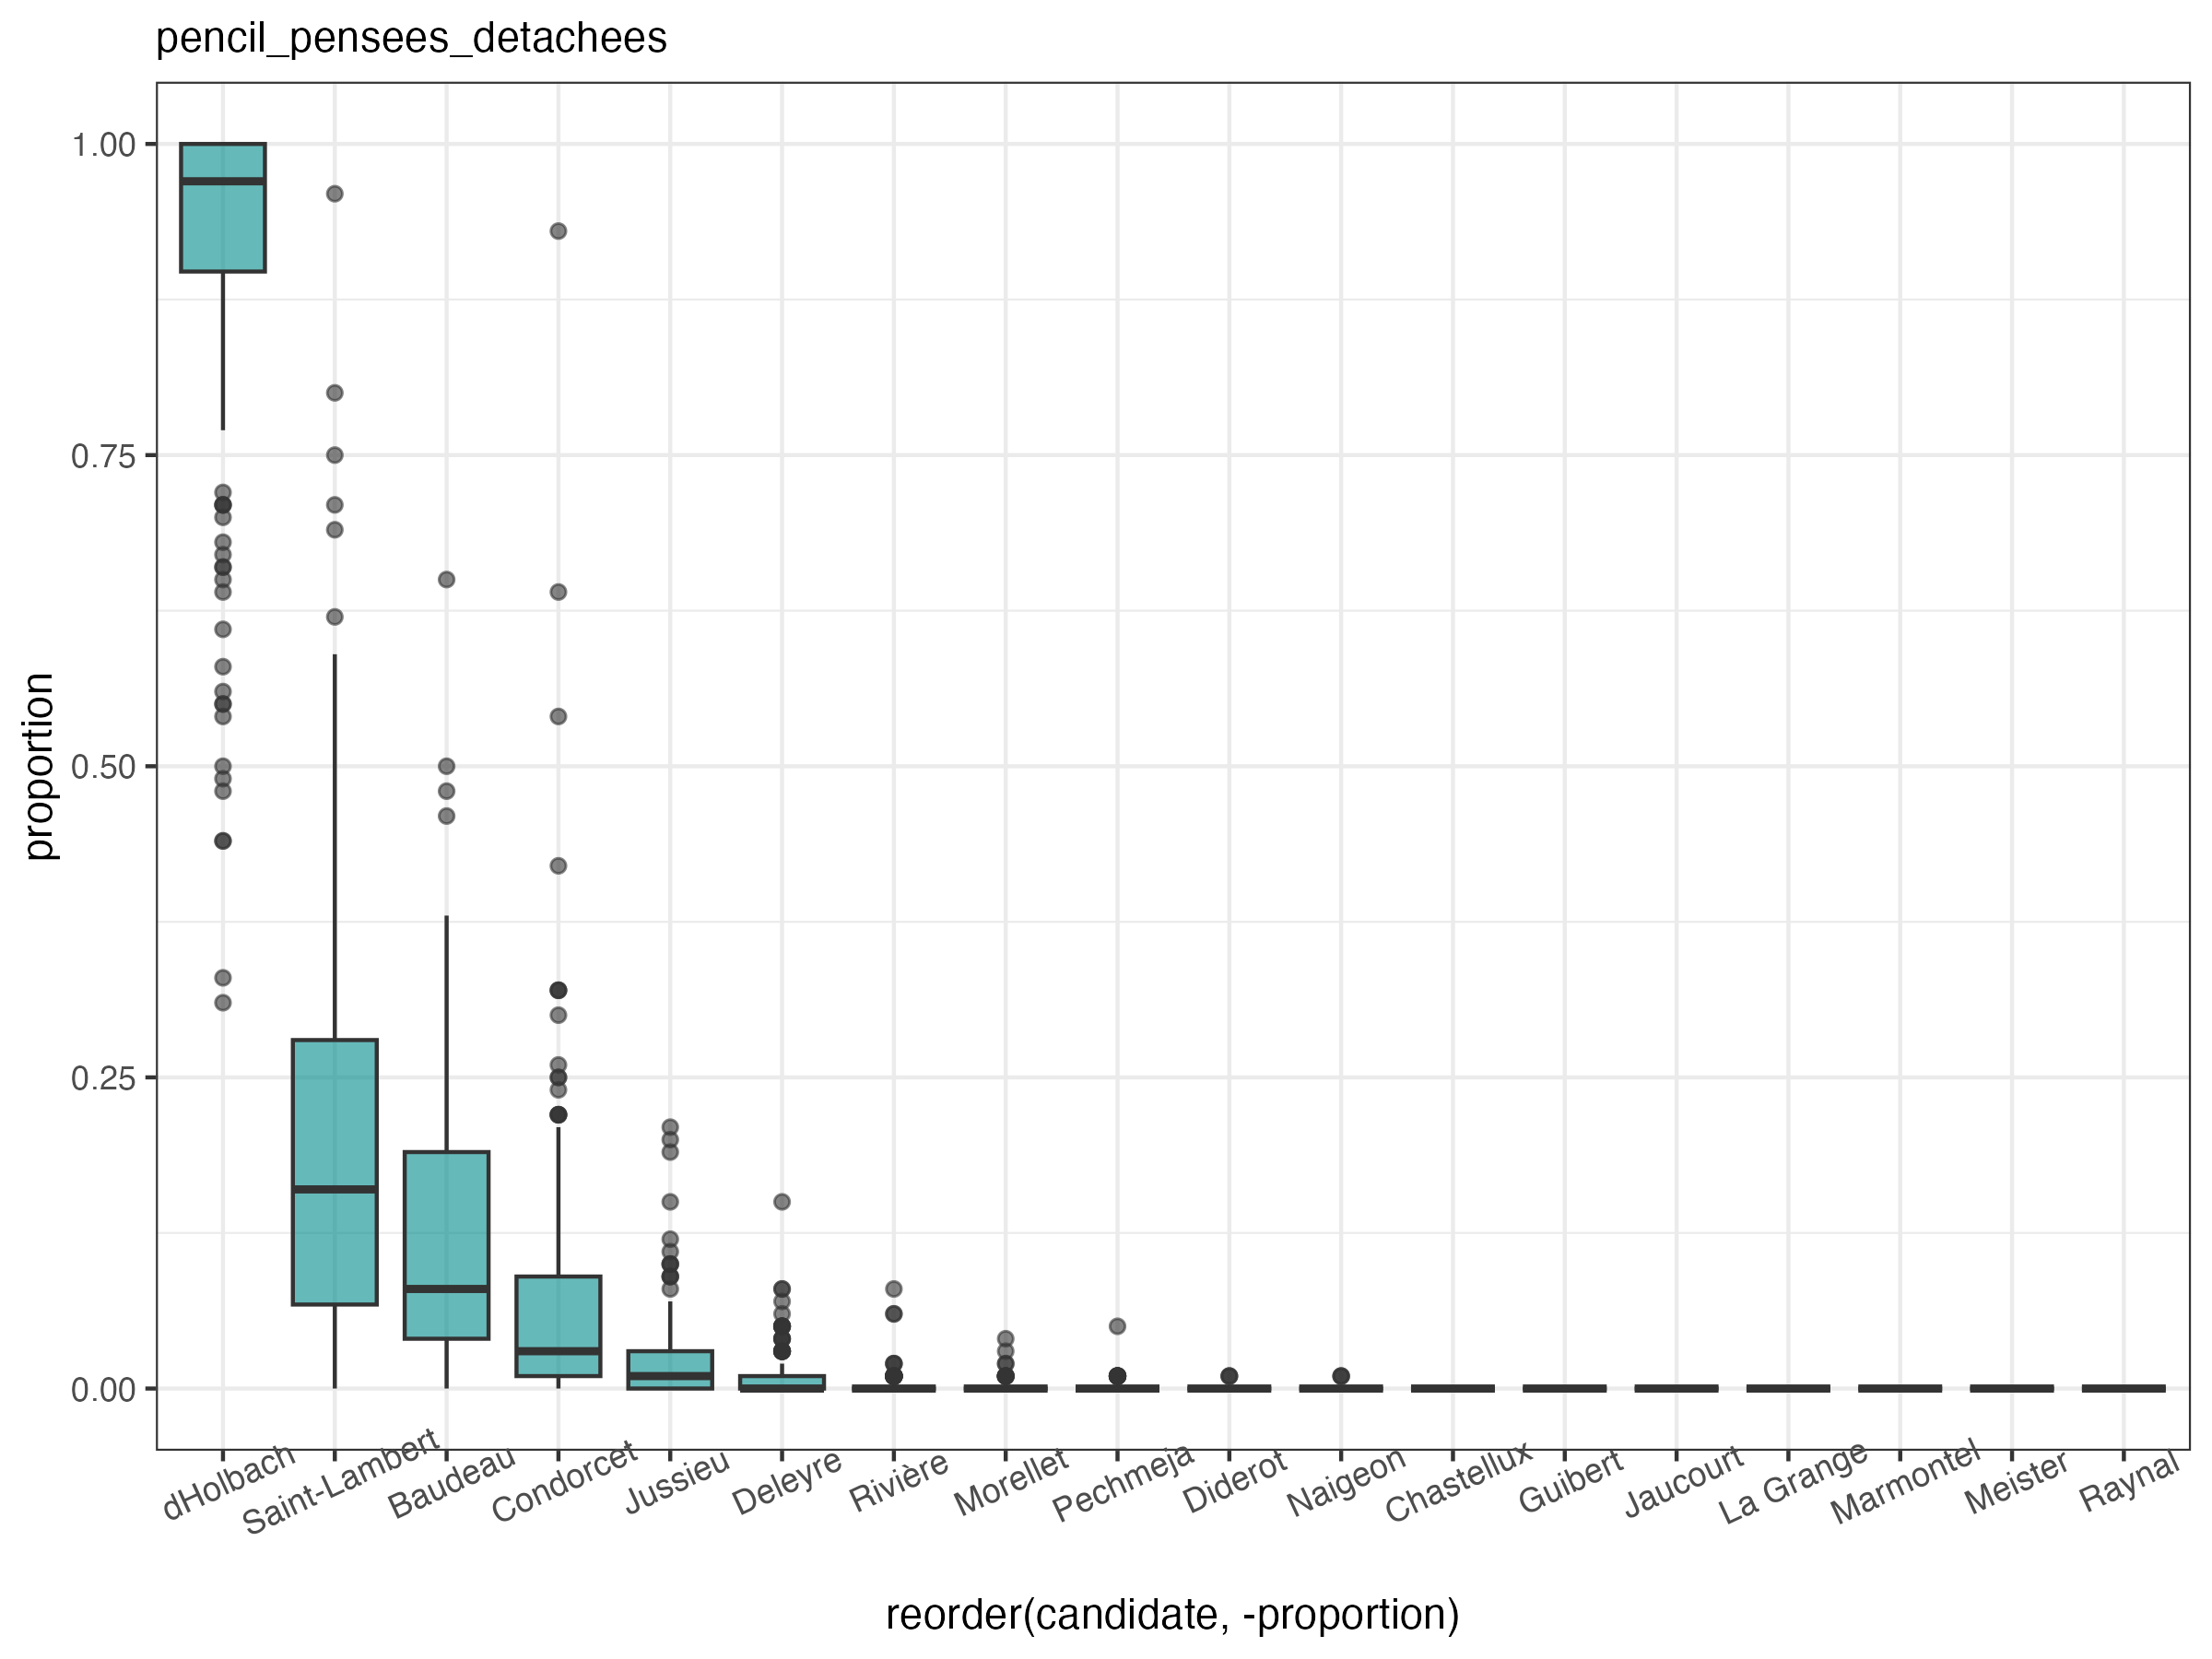 pencil_pensees_detachees
proportion
1.00
0.75
0.50
0.25
0.00
dHolbach
Saint-Lambert
Baudeau
Condorcet
Jussieu
Deleyre
Rivière
Morellet
Pechmeja
Diderot
Naigeon
Chastellux
Guibert
Jaucourt
La Grange
Marmontel
Meister
Raynal
reorder(candidate, -proportion)